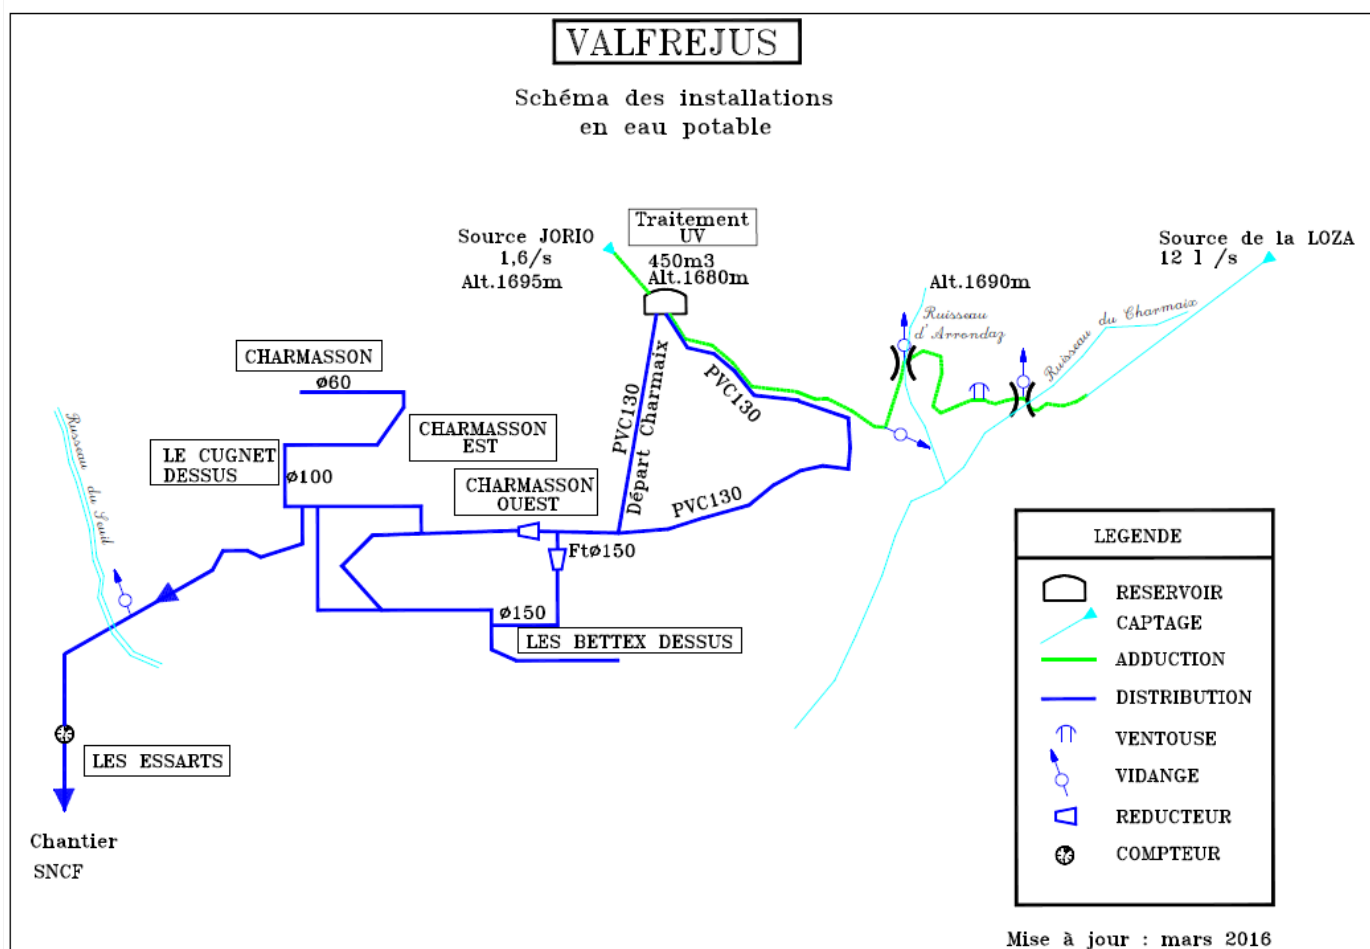 VALFREJUS
Schéma des installations
en eau potable
Source JORIO
1,6/s
Alt.1695m
Traitement
UV
450m3
Alt.1680m
Source de la LOZA
12 l /s
Alt.1690m
Ruisseau
d'Arrondaz
Ruisseau du Charmaix
CHARMASSON
ø60
PVC130
PVC130
Départ Charmaix
CHARMASSON
EST
LE CUGNET
DESSUS
ø100
CHARMASSON
OUEST
PVC130
Russeau du Seuil
Ftø150
ø150
LES BETTEX DESSUS
LES ESSARTS
Chantier
SNCF
LEGENDE
RESERVOIR
CAPTAGE
ADDUCTION
DISTRIBUTION
VENTOUSE
VIDANGE
REDUCTEUR
COMPTEUR
Mise à jour : mars 2016